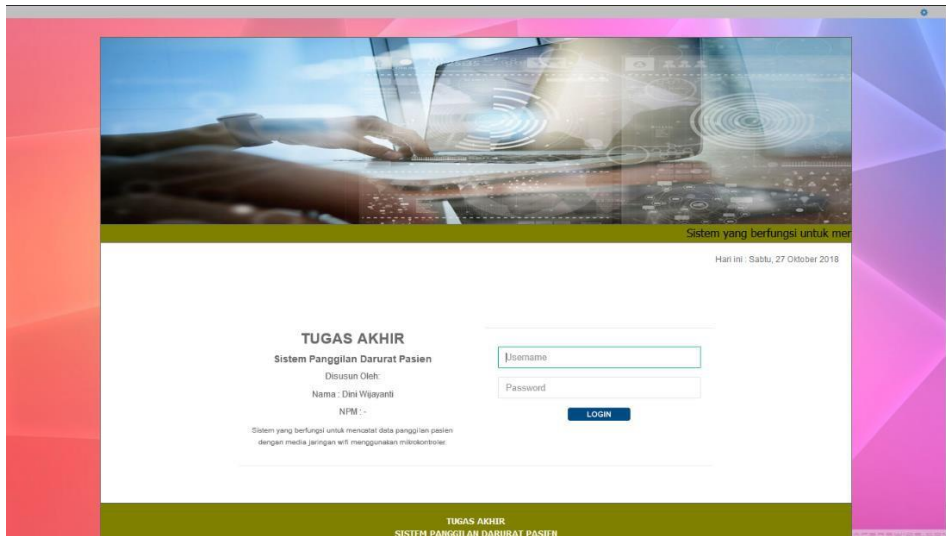 Sistem yang berfungsi untuk mer
Hari ini : Sabtu, 27 Oktober 2018
TUGAS AKHIR
Sistem Panggilan Darurat Pasien
Disusun Oleh:
Nama : Dini Wijayanti
NPM : -
Sistem yang berfungsi untuk mencatat data panggilan pasien
dengan media jaringan wifi menggunakan mikrokontroler.
Username
Password
LOGIN
TUGAS AKHIR
SISTEM PANGGILAN DARURAT PASIEN